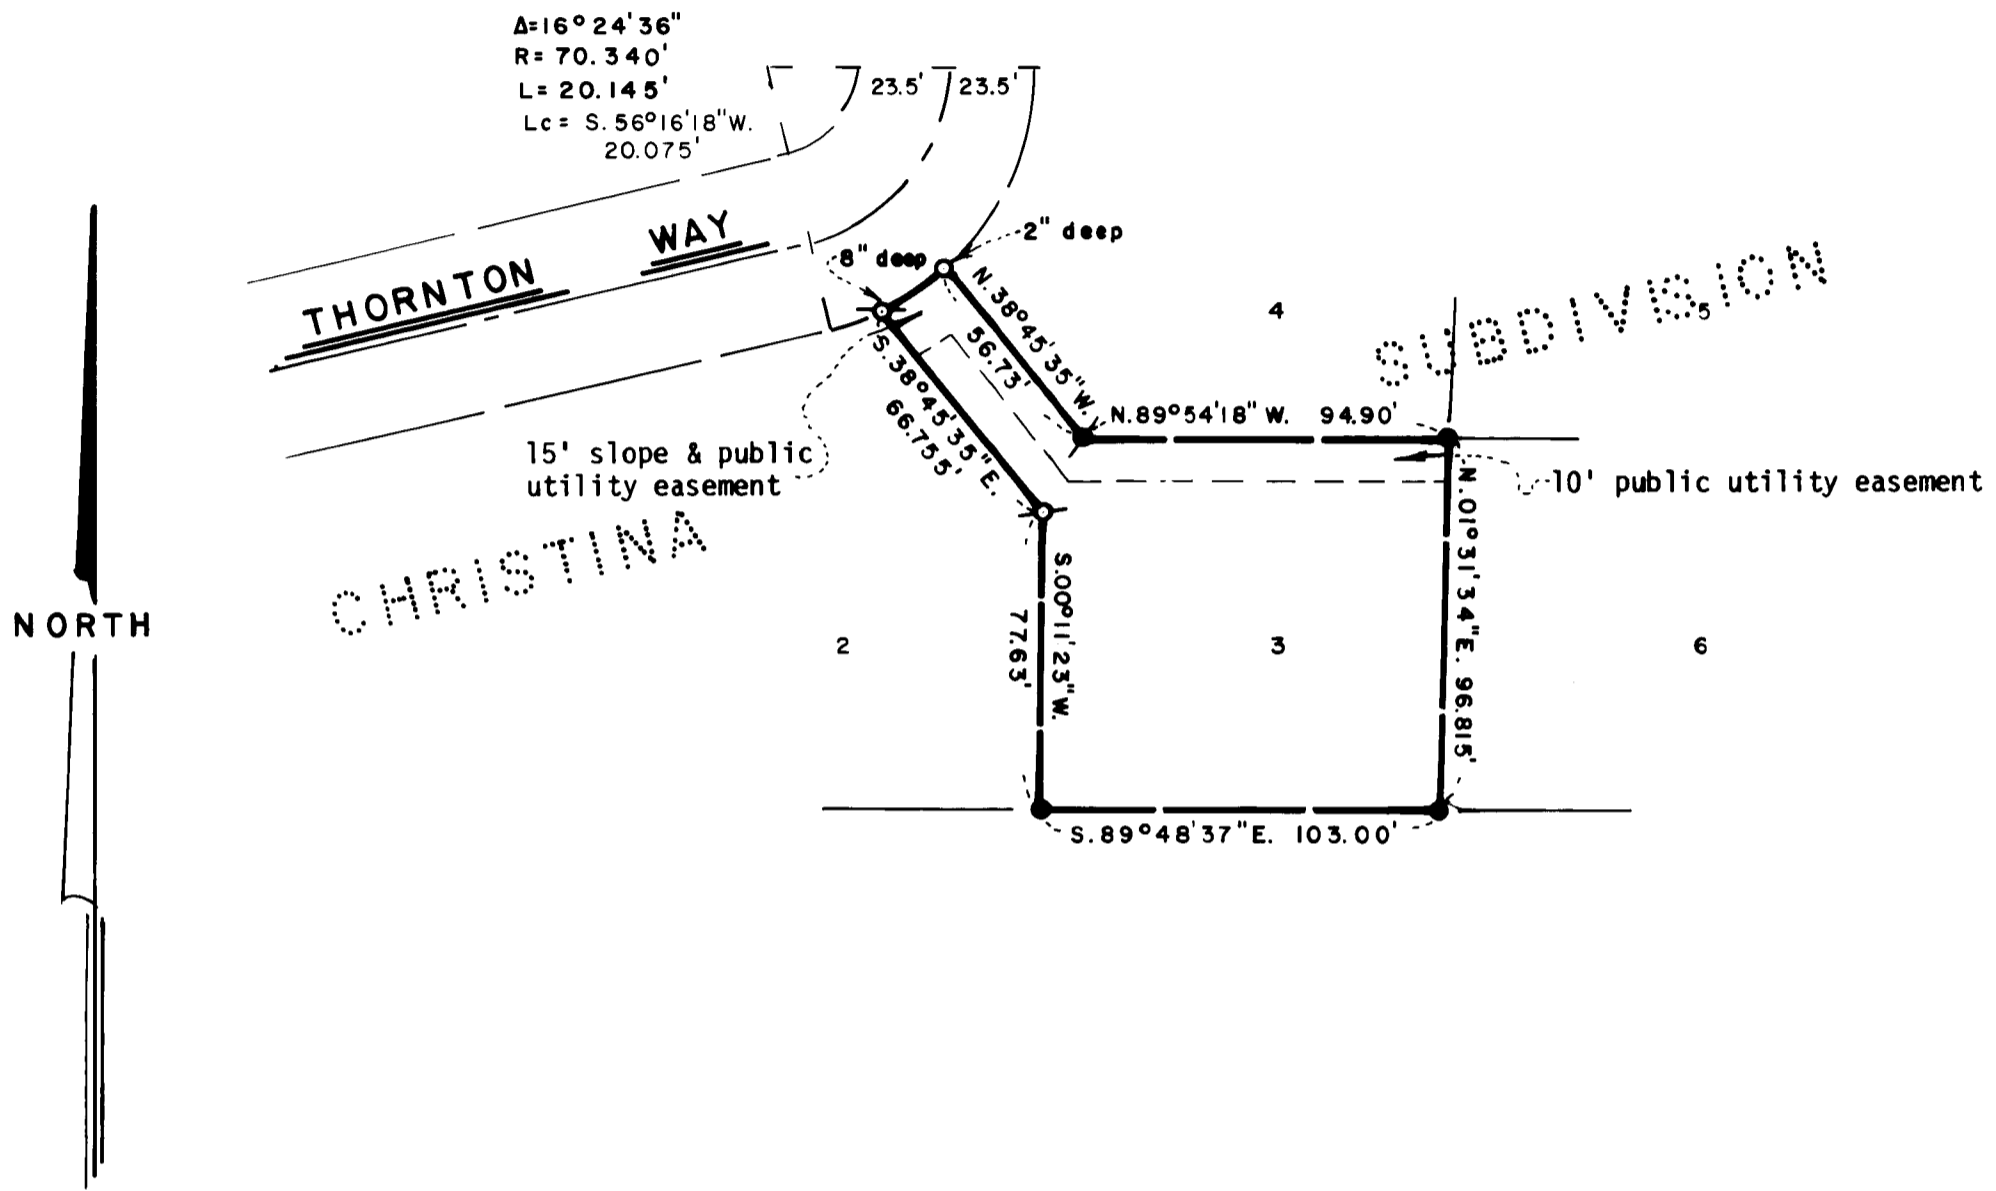 Δ=16°24'36"
R= 70.340'
L= 20.145'
Lc= S.56°16'18"W.
20.075'
23.5' 23.5'
THORNTON WAY
8" deep
2" deep
N.38°45'35"W.
56.73'
S.38°45'35"E.
66.755'
4
5
SUBDIVISION
N.89°54'18"W. 94.90'
15' slope & public
utility easement
10' public utility easement
CHRISTINA
NORTH
S.00°11'23"W.
77.63'
N.01°31'34"E. 96.815'
2
3
6
S.89°48'37"E. 103.00'